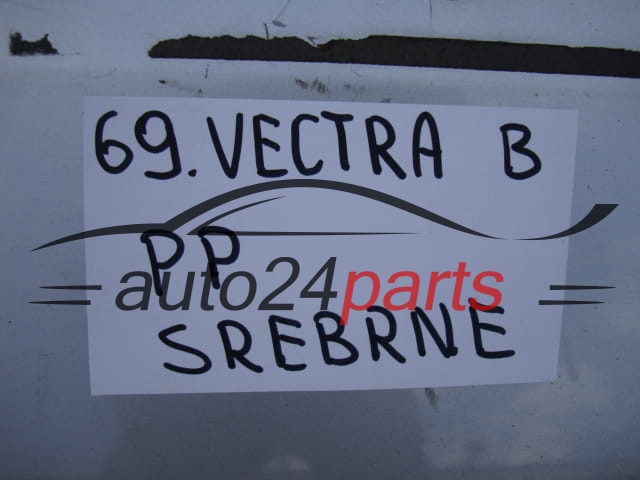 69. VECTRA B
PP
auto24parts
SREBRNE